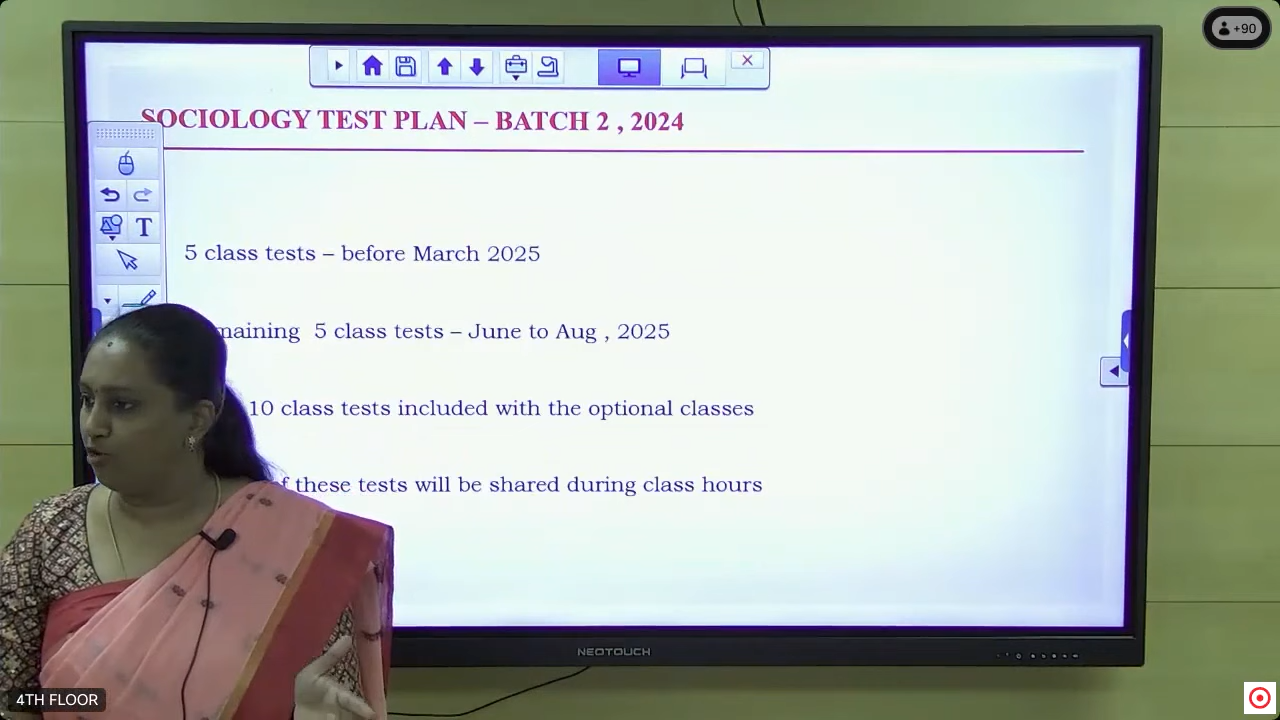 +90
SOCIOLOGY TEST PLAN – BATCH 2 , 2024
T
5 class tests – before March 2025
5 class tests – June to Aug , 2025
10 class tests included with the optional classes
these tests will be shared during class hours
NEOTOUCH
4TH FLOOR